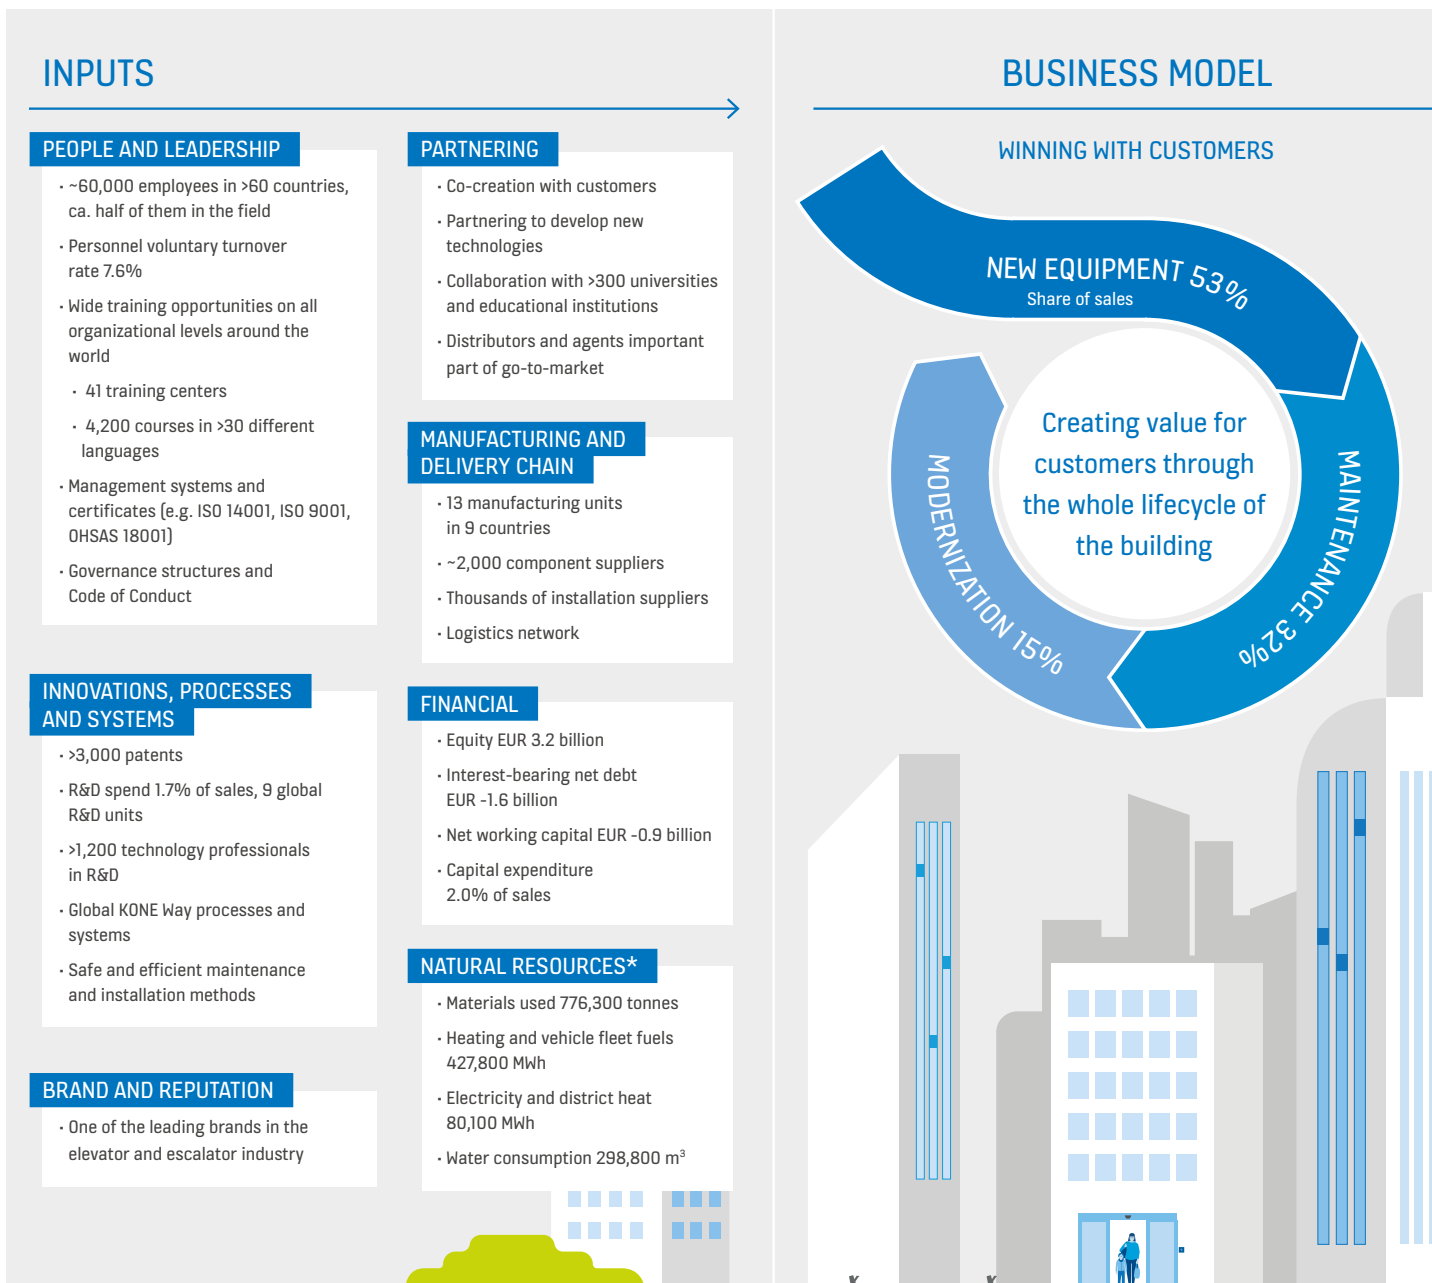 INPUTS
PEOPLE AND LEADERSHIP
· ~60,000 employees in >60 countries,
ca. half of them in the field
· Personnel voluntary turnover
rate 7.6%
· Wide training opportunities on all
organizational levels around the
world
· 41 training centers
· 4,200 courses in >30 different
languages
· Management systems and
certificates (e.g. ISO 14001, ISO 9001,
OHSAS 18001)
· Governance structures and
Code of Conduct
INNOVATIONS, PROCESSES
AND SYSTEMS
· >3,000 patents
· R&D spend 1.7% of sales, 9 global
R&D units
· >1,200 technology professionals
in R&D
· Global KONE Way processes and
systems
· Safe and efficient maintenance
and installation methods
BRAND AND REPUTATION
· One of the leading brands in the
elevator and escalator industry
PARTNERING
· Co-creation with customers
· Partnering to develop new
technologies
· Collaboration with >300 universities
and educational institutions
· Distributors and agents important
part of go-to-market
MANUFACTURING AND
DELIVERY CHAIN
· 13 manufacturing units
in 9 countries
· ~2,000 component suppliers
· Thousands of installation suppliers
· Logistics network
FINANCIAL
· Equity EUR 3.2 billion
· Interest-bearing net debt
EUR -1.6 billion
· Net working capital EUR -0.9 billion
· Capital expenditure
2.0% of sales
NATURAL RESOURCES*
· Materials used 776,300 tonnes
· Heating and vehicle fleet fuels
427,800 MWh
· Electricity and district heat
80,100 MWh
· Water consumption 298,800 m³
BUSINESS MODEL
WINNING WITH CUSTOMERS
NEW EQUIPMENT 53%
Share of sales
MAINTENANCE 32%
MODERNIZATION 15%
Creating value for
customers through
the whole lifecycle of
the building